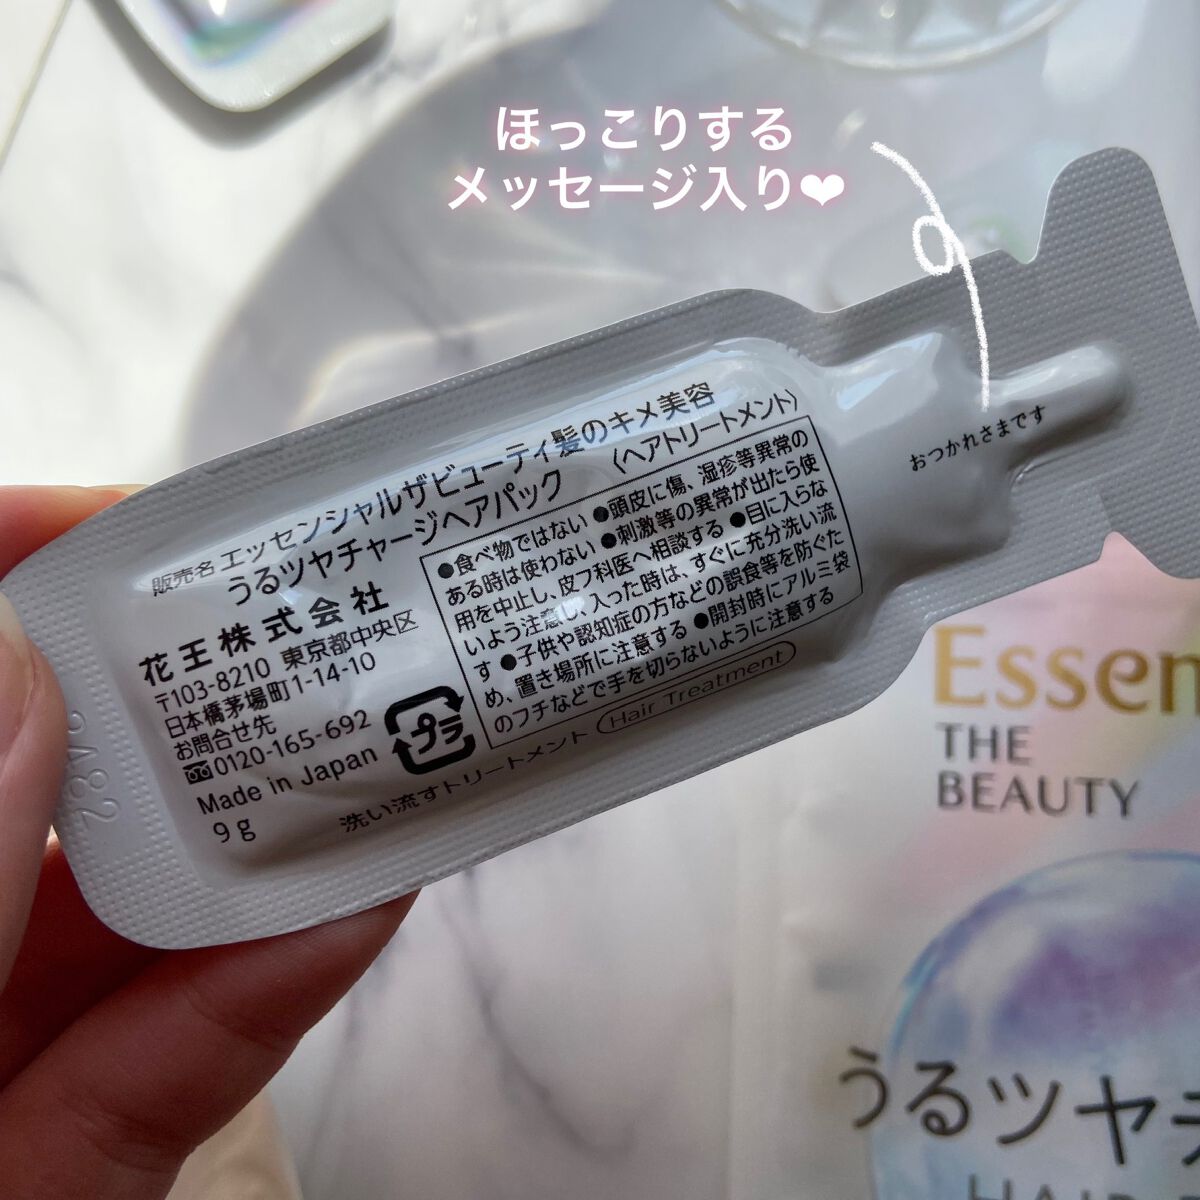 ほっこりする
メッセージ入り❤
おつかれさまです
販売名 エッセンシャルザビューティ髪のキメ美容
うるツヤチャージヘアパック 〈ヘアトリートメント〉
花王株式会社
〒103-8210 東京都中央区
日本橋茅場町1-14-10
お問合せ先
0120-165-692
Made in Japan
9g
プラ
●食べ物ではない ●頭皮に傷、湿疹等異常の
ある時は使わない ●刺激等の異常が出たら使
用を中止し、皮フ科医へ相談する ●目に入らな
いよう注意し、入った時は、すぐに充分洗い流
す ●子供や認知症の方などの誤食等を防ぐた
め、置き場所に注意する ●開封時にアルミ袋
のフチなどで手を切らないように注意する
洗い流すトリートメント Hair Treatment
3482
Essen
THE
BEAUTY
うるツヤチ